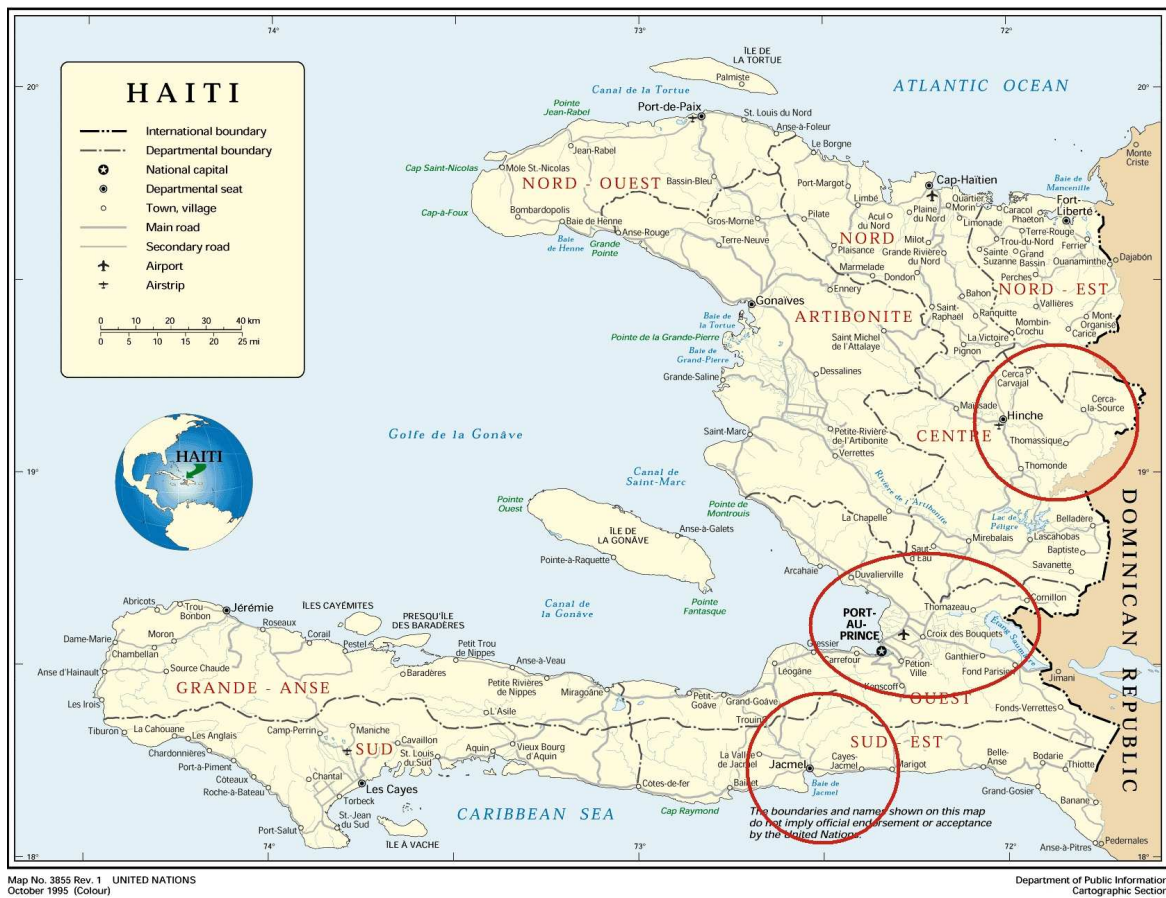 74°
73°
72°
20°
20°
19°
19°
18°
18°
74°
73°
72°
HAITI
International boundary
Departmental boundary
National capital
Departmental seat
Town, village
Main road
Secondary road
Airport
Airstrip
0 10 20 30 40 km
0 5 10 15 20 25 mi
HAITI
ÎLE DE
LA TORTUE
Palmiste
ATLANTIC OCEAN
Canal de la Tortue
Pointe
Jean-Rabel
Port-de-Paix
St. Louis du Nord
Anse-à-Foleur
Le Borgne
Monte
Criste
Jean-Rabel
Cap Saint-Nicolas
Môle St.-Nicolas
NORD - OUEST
Bassin-Bleu
Port-Margot
Cap-Haïtien
Baie de
Mancenille
Cap-à-Foux
Bombardopolis
Baie de Henne
Anse-Rouge
Baie
de Henne
Grande
Pointe
Gros-Morne
Terre-Neuve
Pilate
Limbé
Acul
du Nord
Plaine
du Nord
Quartier
Morin
Limonade
Caracol
Phaeton
Fort-
Liberté
Terre-Rouge
Trou-du-Nord
Ferrier
NORD
Plaisance
Milot
Grande Rivière
du Nord
Sainte
Suzanne
Grand
Bassin
Ouanaminthe
Dajabón
Marmelade
Dondon
Perches
NORD - EST
Ennery
Bahon
Vallières
Gonaïves
ARTIBONITE
Saint-
Raphaël
Ranquitte
Mombin-
Crochu
Mont-
Organisé
Carice
Baie de
la Tortue
Pointe de la Grande-Pierre
Baie de
Grand-Pierre
Saint Michel
de l'Attalaye
La Victoire
Pignon
Grande-Saline
Dessalines
Cerca
Carvajal
Cerca-
la-Source
Maïssade
Hinche
Saint-Marc
Petite-Rivière
de-l'Artibonite
Verrettes
CENTRE
Thomassique
Thomonde
Golfe de la Gonâve
Canal de
Saint-Marc
Pointe
Ouest
Pointe de
Montrouis
Rivière de l'Artibonite
Lac de
Péligre
ÎLE DE
LA GONÂVE
Anse-à-Galets
La Chapelle
Belladère
Mirebalais
Lascahobas
Saut-
d'Eau
Baptiste
Savanette
Pointe-à-Raquette
Arcahaie
Duvalierville
Cornillon
Pointe
Fantasque
Canal de
la Gonâve
Thomazeau
PORT-
AU-
PRINCE
Croix des Bouquets
Étang Saumâtre
Gressier
Carrefour
Pétion-
Ville
Ganthier
Fond Parisien
Jimani
Léogâne
Kenscoff
OUEST
Fonds-Verrettes
Abricots
Trou
Bonbon
Jérémie
ÎLES CAYÉMITES
PRESQU'ÎLE
DES BARADÈRES
Roseaux
Corail
Pestel
Petit Trou
de Nippes
Dame-Marie
Moron
Chambellan
Anse d'Hainault
Source Chaude
Anse-à-Veau
Baradères
Petite Rivières
de Nippes
Miragoâne
Petit-
Goâve
Grand-Goâve
GRANDE - ANSE
Les Irois
L'Asile
Trouin
Tiburon
La Cahouane
Les Anglais
Camp-Perrin
Maniche
Cavaillon
SUD
St. Louis
du Sud
Aquin
Vieux Bourg
d'Aquin
SUD - EST
Chardonnières
Port-à-Piment
La Vallée
de Jacmel
Jacmel
Cayes-
Jacmel
Marigot
Belle-
Anse
Bodarie
Thiotte
Côteaux
Roche-à-Bateau
Chantal
Les Cayes
Torbeck
Côtes-de-fer
Bainet
Baie de
Jacmel
Grand-Gosier
Banane
Port-Salut
St.-Jean
du Sud
ÎLE À VACHE
CARIBBEAN SEA
Cap Raymond
Anse-à-Pitres
Pedernales
DOMINICAN REPUBLIC
The boundaries and names shown on this map
do not imply official endorsement or acceptance
by the United Nations.
Map No. 3855 Rev. 1 UNITED NATIONS
October 1995 (Colour)
Department of Public Information
Cartographic Section